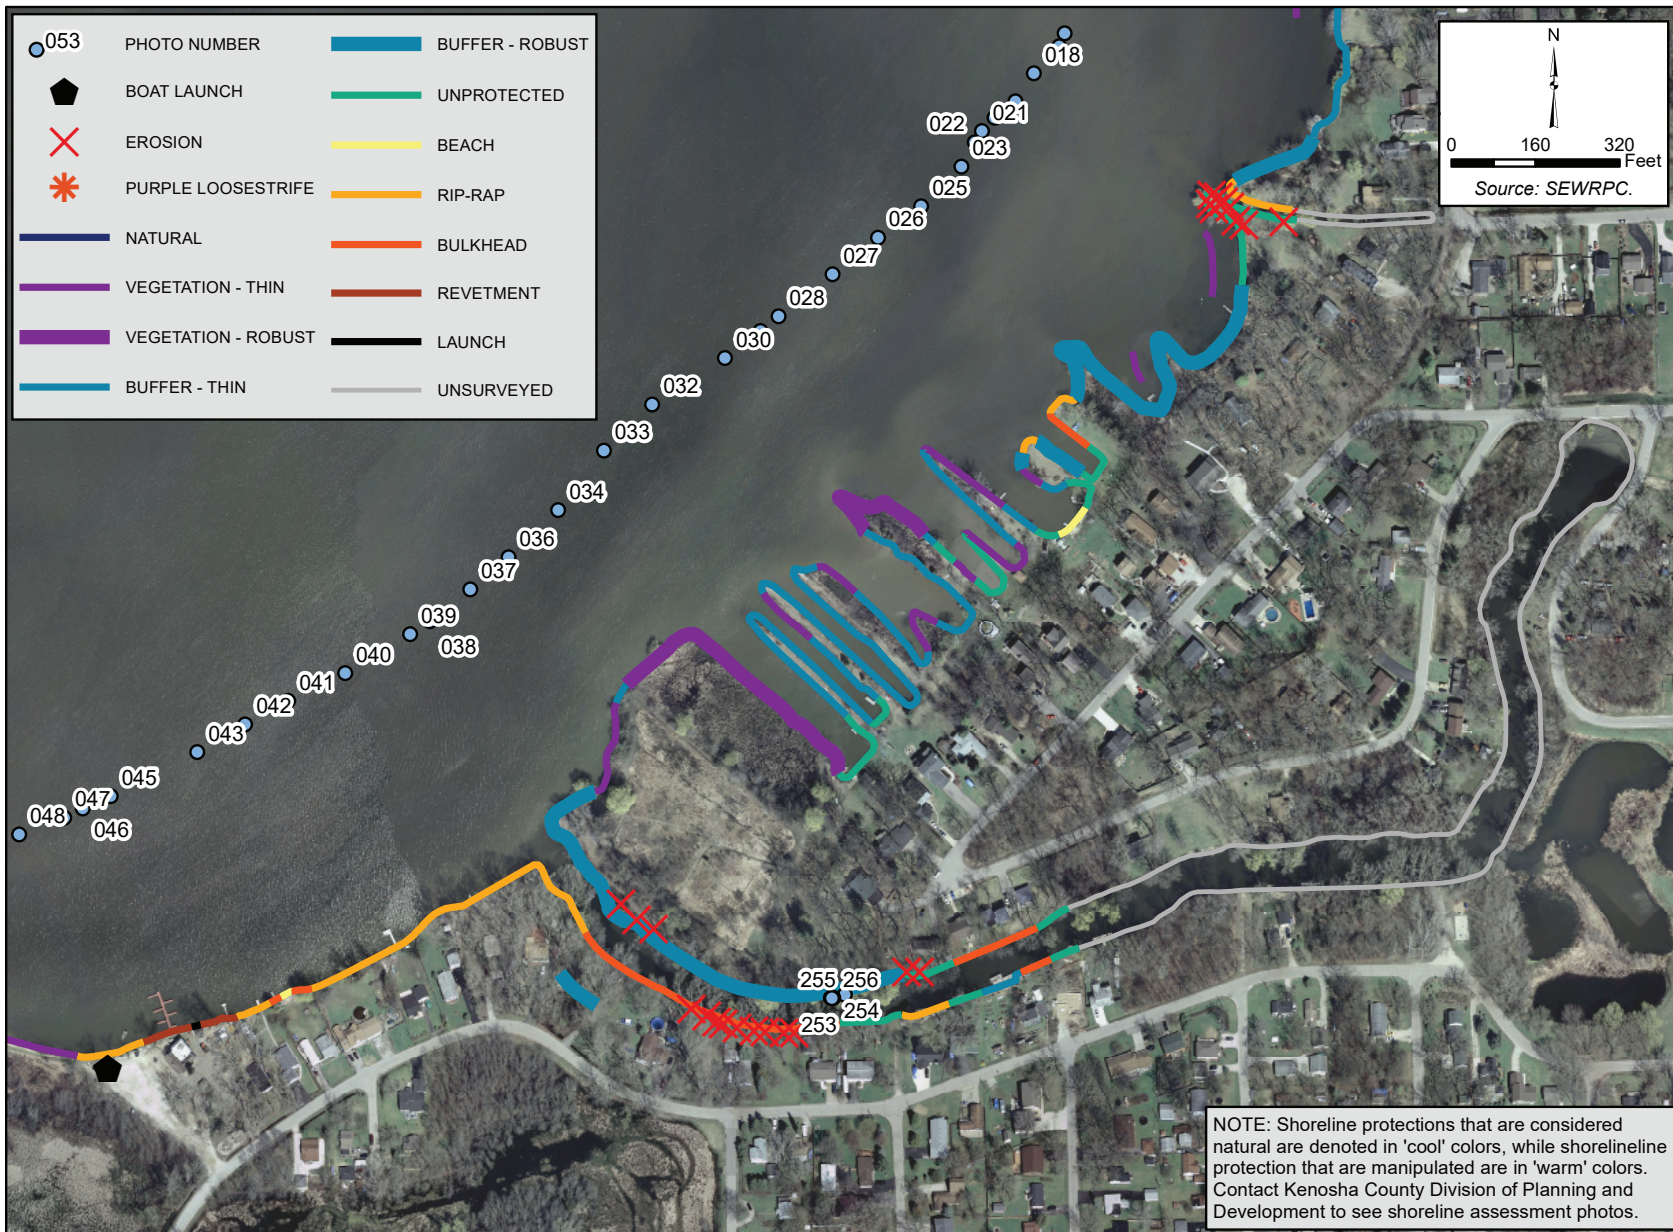 053
PHOTO NUMBER
BOAT LAUNCH
EROSION
PURPLE LOOSESTRIFE
NATURAL
VEGETATION - THIN
VEGETATION - ROBUST
BUFFER - THIN
BUFFER - ROBUST
UNPROTECTED
BEACH
RIP-RAP
BULKHEAD
REVETMENT
LAUNCH
UNSURVEYED
N
0 160 320
Feet
Source: SEWRPC.
018
021
022
023
025
026
027
028
030
032
033
034
036
037
039
038
040
041
042
043
045
047
048
046
255 256
254
253
NOTE: Shoreline protections that are considered
natural are denoted in 'cool' colors, while shorelineline
protection that are manipulated are in 'warm' colors.
Contact Kenosha County Division of Planning and
Development to see shoreline assessment photos.